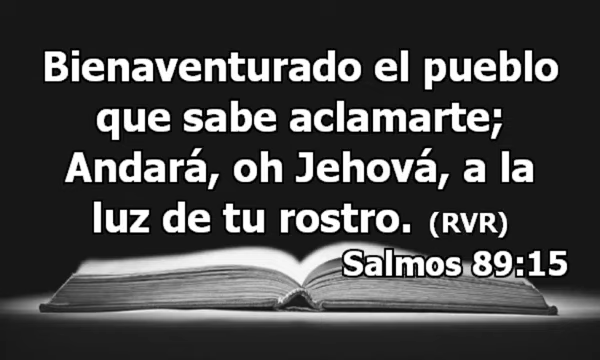 Bienaventurado el pueblo
que sabe aclamarte;
Andará, oh Jehová, a la
luz de tu rostro. (RVR)
Salmos 89:15